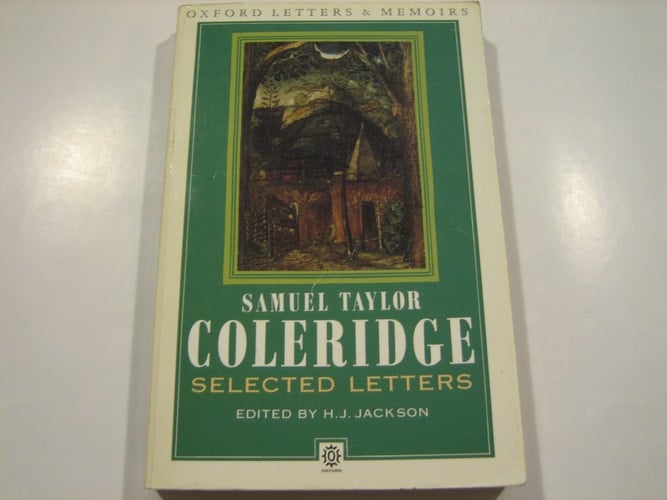 OXFORD LETTERS & MEMOIRS
SAMUEL TAYLOR
COLERIDGE
SELECTED LETTERS
EDITED BY H.J. JACKSON